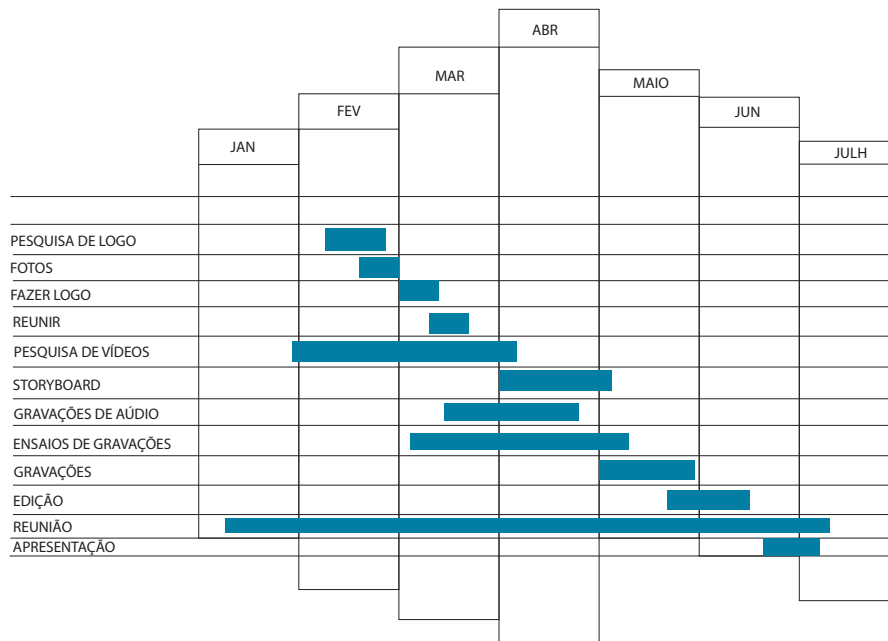 ABR
MAR
MAIO
FEV
JUN
JAN
JULH
PESQUISA DE LOGO
FOTOS
FAZER LOGO
REUNIR
PESQUISA DE VÍDEOS
STORYBOARD
GRAVAÇÕES DE AÚDIO
ENSAIOS DE GRAVAÇÕES
GRAVAÇÕES
EDIÇÃO
REUNIÃO
APRESENTAÇÃO